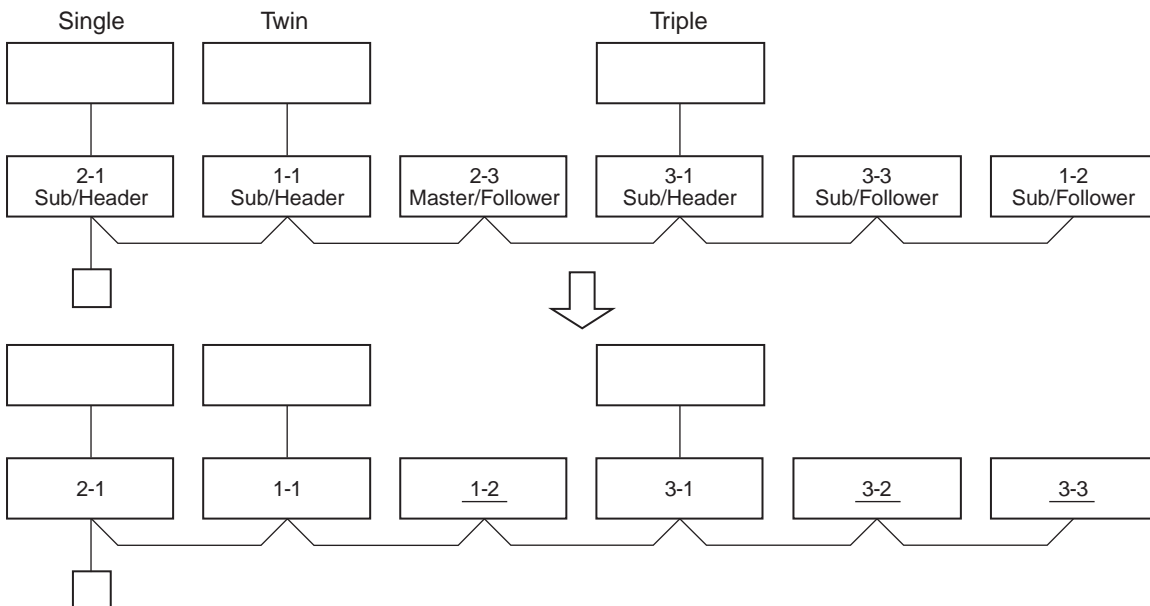 Single
Twin
Triple
2-1
Sub/Header
1-1
Sub/Header
2-3
Master/Follower
3-1
Sub/Header
3-3
Sub/Follower
1-2
Sub/Follower
2-1
1-1
1-2
3-1
3-2
3-3